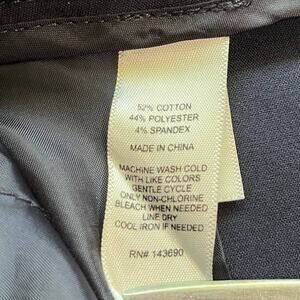 52% COTTON
44% POLYESTER
4% SPANDEX
MADE IN CHINA
MACHINE WASH COLD
WITH LIKE COLORS
GENTLE CYCLE
ONLY NON-CHLORINE
BLEACH WHEN NEEDED
LINE DRY
COOL IRON IF NEEDED
RN# 143690